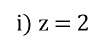 i) z = 2